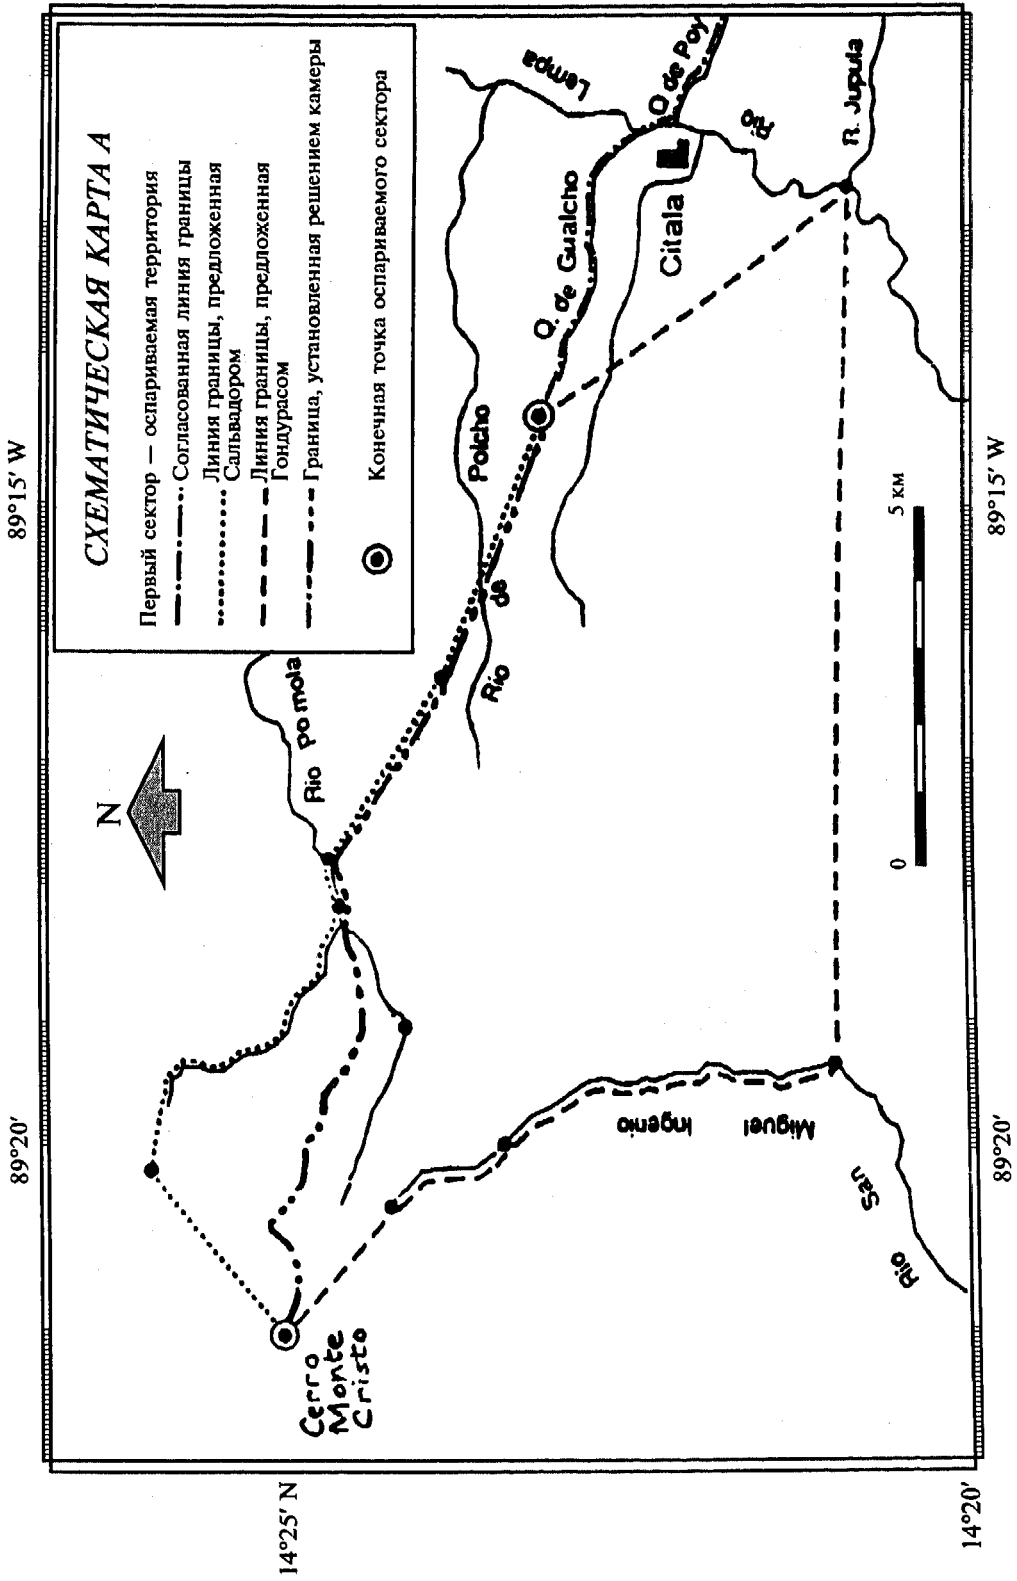 СХЕМАТИЧЕСКАЯ КАРТА А
Первый сектор — оспариваемая территория
Согласованная линия границы
Линия границы, предложенная
Сальвадором
Линия границы, предложенная
Гондурасом
Граница, установленная решением камеры
Конечная точка оспариваемого сектора
N
89°20′
89°15′ W
14°25′ N
14°20′
89°20′
89°15′ W
Cerro
Monte
Cristo
Rio Pomola
Rio de Polcho
Q. de Gualcho
Citala
Rio Lempa
Q de Poy
R. Jupula
Rio San Miguel Ingenio
0
5 км